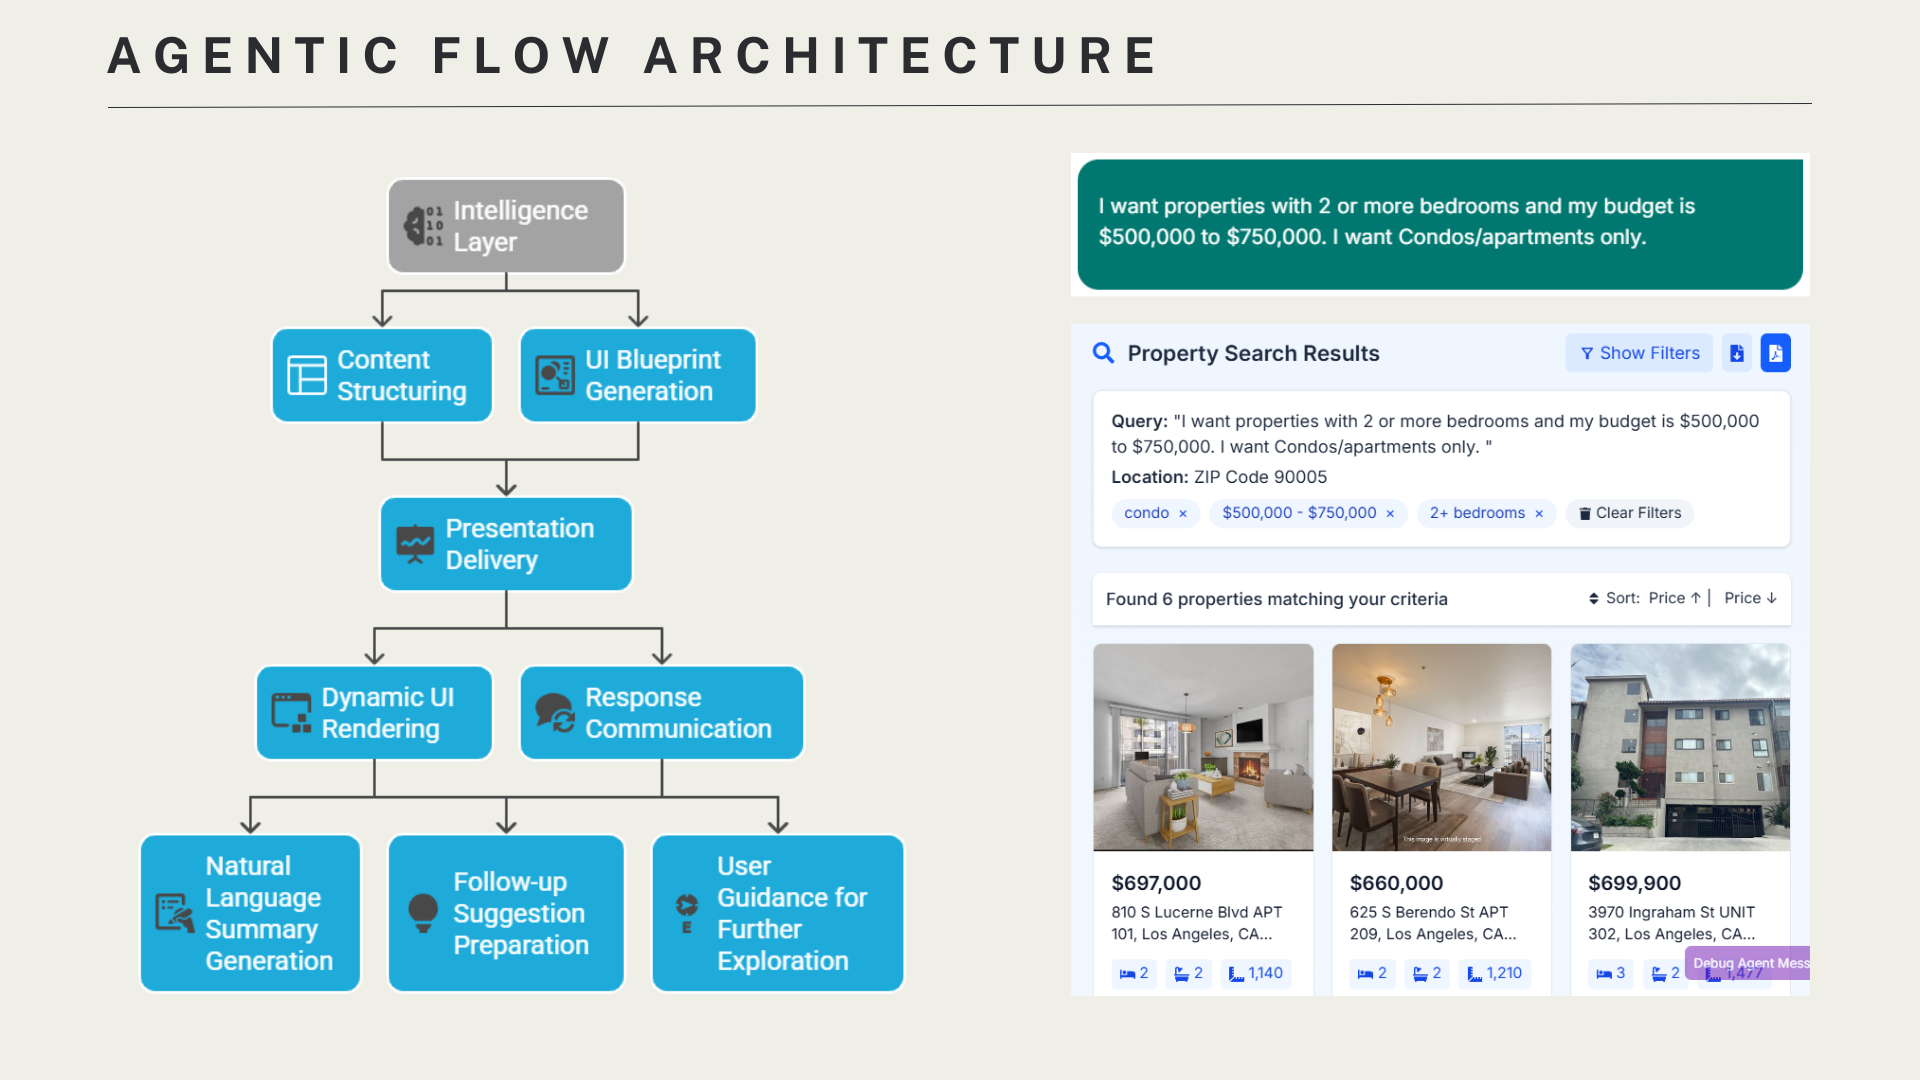 AGENTIC FLOW ARCHITECTURE
Intelligence
Layer
Content
Structuring
UI Blueprint
Generation
Presentation
Delivery
Dynamic UI
Rendering
Response
Communication
Natural
Language
Summary
Generation
Follow-up
Suggestion
Preparation
User
Guidance for
Further
Exploration
I want properties with 2 or more bedrooms and my budget is
$500,000 to $750,000. I want Condos/apartments only.
Property Search Results
Show Filters
Query: "I want properties with 2 or more bedrooms and my budget is $500,000
to $750,000. I want Condos/apartments only. "
Location: ZIP Code 90005
condo × $500,000 - $750,000 × 2+ bedrooms × Clear Filters
Found 6 properties matching your criteria
Sort: Price ↑ | Price ↓
This image is virtually staged
$697,000
810 S Lucerne Blvd APT
101, Los Angeles, CA...
2 2 1,140
$660,000
625 S Berendo St APT
209, Los Angeles, CA...
2 2 1,210
$699,900
3970 Ingraham St UNIT
302, Los Angeles, CA...
3 2 1,477
Debug Agent Mess